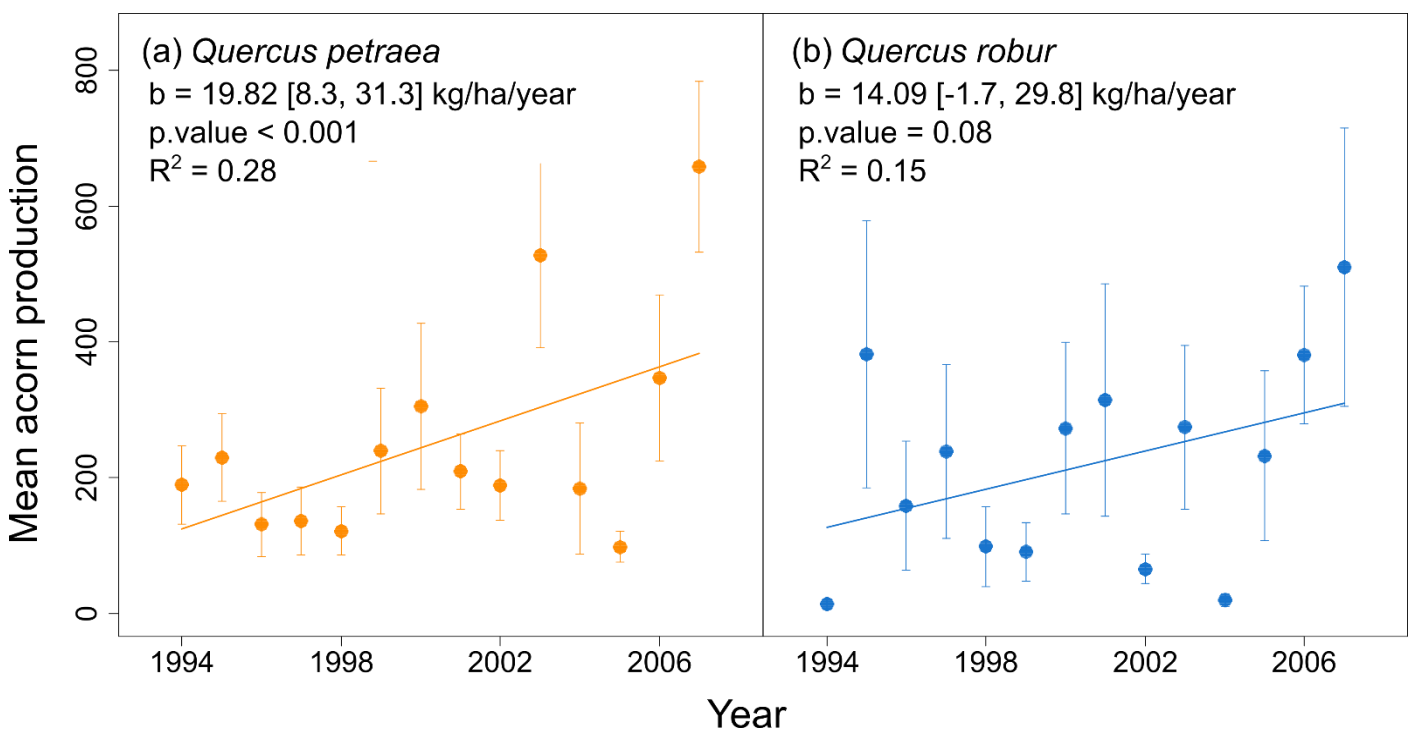 (a) Quercus petraea
b = 19.82 [8.3, 31.3] kg/ha/year
p.value < 0.001
R² = 0.28
(b) Quercus robur
b = 14.09 [-1.7, 29.8] kg/ha/year
p.value = 0.08
R² = 0.15
Mean acorn production
800
600
400
200
0
1994 1998 2002 2006
1994 1998 2002 2006
Year